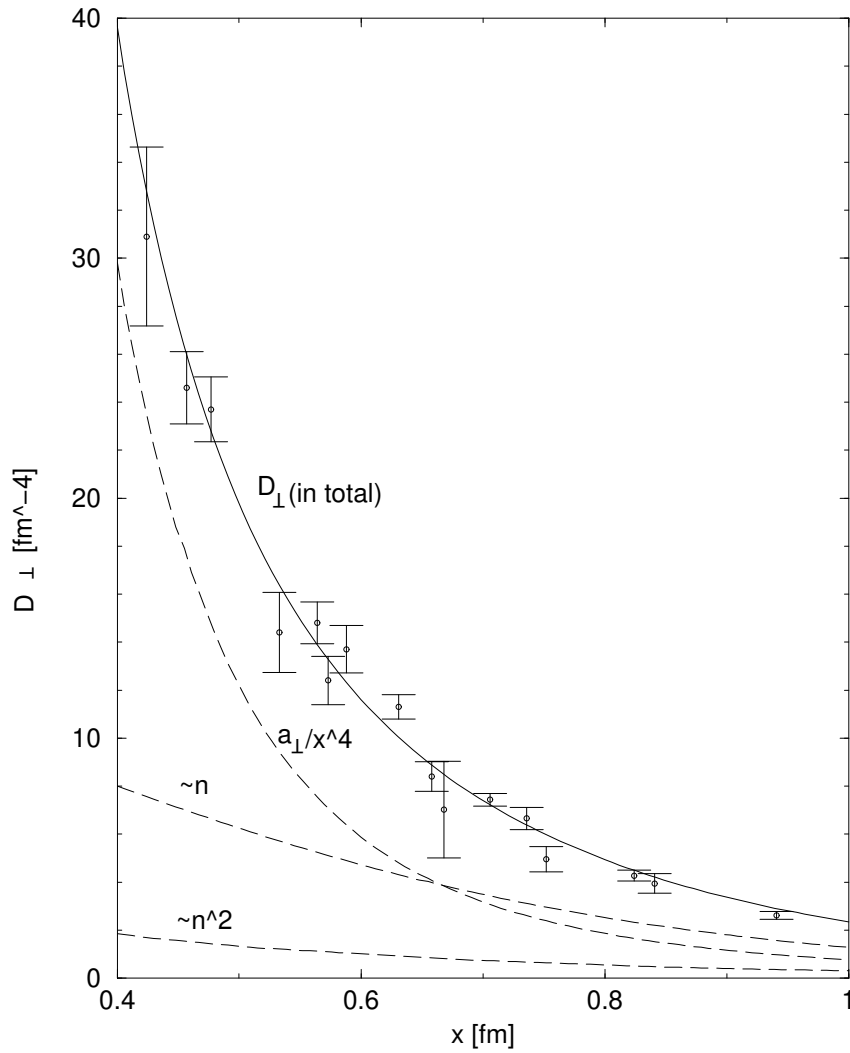 40
30
D⊥(in total)
20
D ⊥ [fm^−4]
a⊥/x^4
10
~n
~n^2
0
0.4 0.6 0.8 1
x [fm]